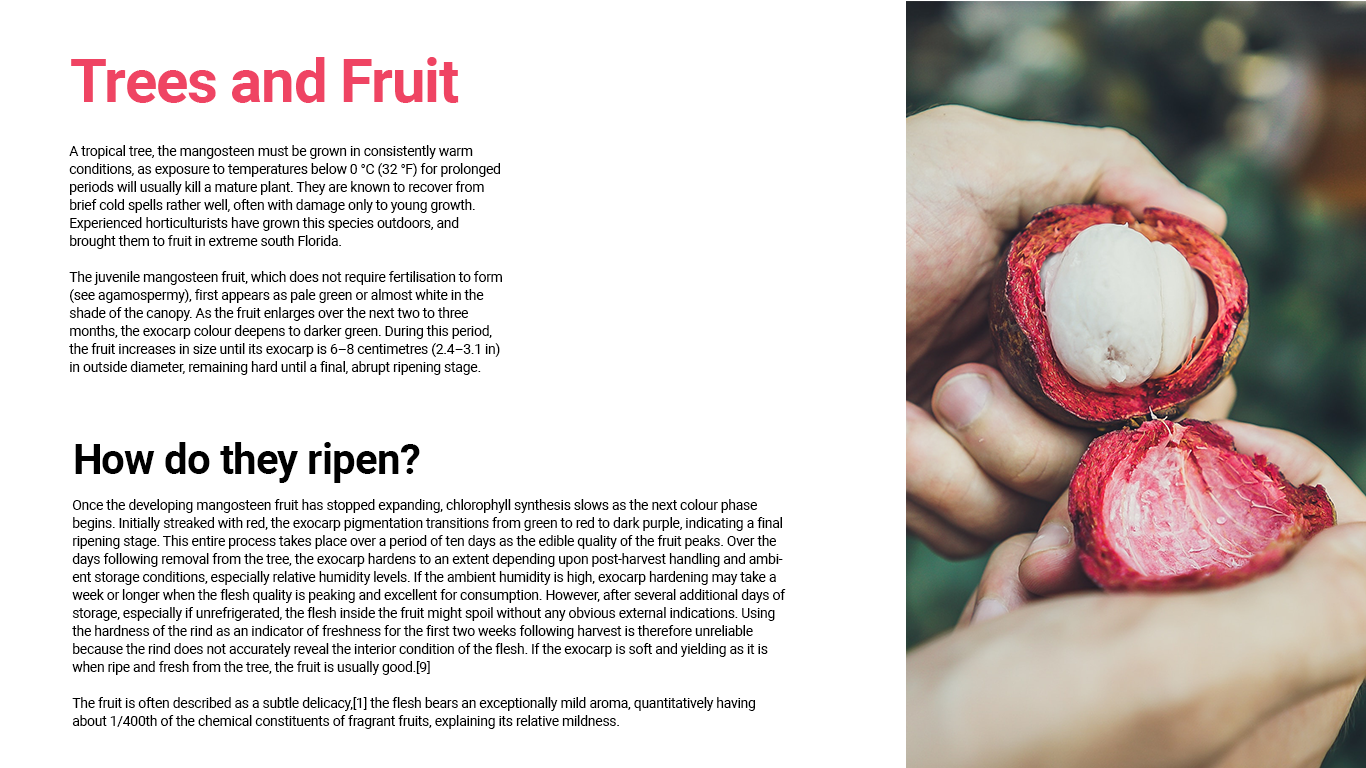 Trees and Fruit
A tropical tree, the mangosteen must be grown in consistently warm
conditions, as exposure to temperatures below 0 °C (32 °F) for prolonged
periods will usually kill a mature plant. They are known to recover from
brief cold spells rather well, often with damage only to young growth.
Experienced horticulturists have grown this species outdoors, and
brought them to fruit in extreme south Florida.
The juvenile mangosteen fruit, which does not require fertilisation to form
(see agamospermy), first appears as pale green or almost white in the
shade of the canopy. As the fruit enlarges over the next two to three
months, the exocarp colour deepens to darker green. During this period,
the fruit increases in size until its exocarp is 6–8 centimetres (2.4–3.1 in)
in outside diameter, remaining hard until a final, abrupt ripening stage.
How do they ripen?
Once the developing mangosteen fruit has stopped expanding, chlorophyll synthesis slows as the next colour phase
begins. Initially streaked with red, the exocarp pigmentation transitions from green to red to dark purple, indicating a final
ripening stage. This entire process takes place over a period of ten days as the edible quality of the fruit peaks. Over the
days following removal from the tree, the exocarp hardens to an extent depending upon post-harvest handling and ambi-
ent storage conditions, especially relative humidity levels. If the ambient humidity is high, exocarp hardening may take a
week or longer when the flesh quality is peaking and excellent for consumption. However, after several additional days of
storage, especially if unrefrigerated, the flesh inside the fruit might spoil without any obvious external indications. Using
the hardness of the rind as an indicator of freshness for the first two weeks following harvest is therefore unreliable
because the rind does not accurately reveal the interior condition of the flesh. If the exocarp is soft and yielding as it is
when ripe and fresh from the tree, the fruit is usually good.[9]
The fruit is often described as a subtle delicacy,[1] the flesh bears an exceptionally mild aroma, quantitatively having
about 1/400th of the chemical constituents of fragrant fruits, explaining its relative mildness.